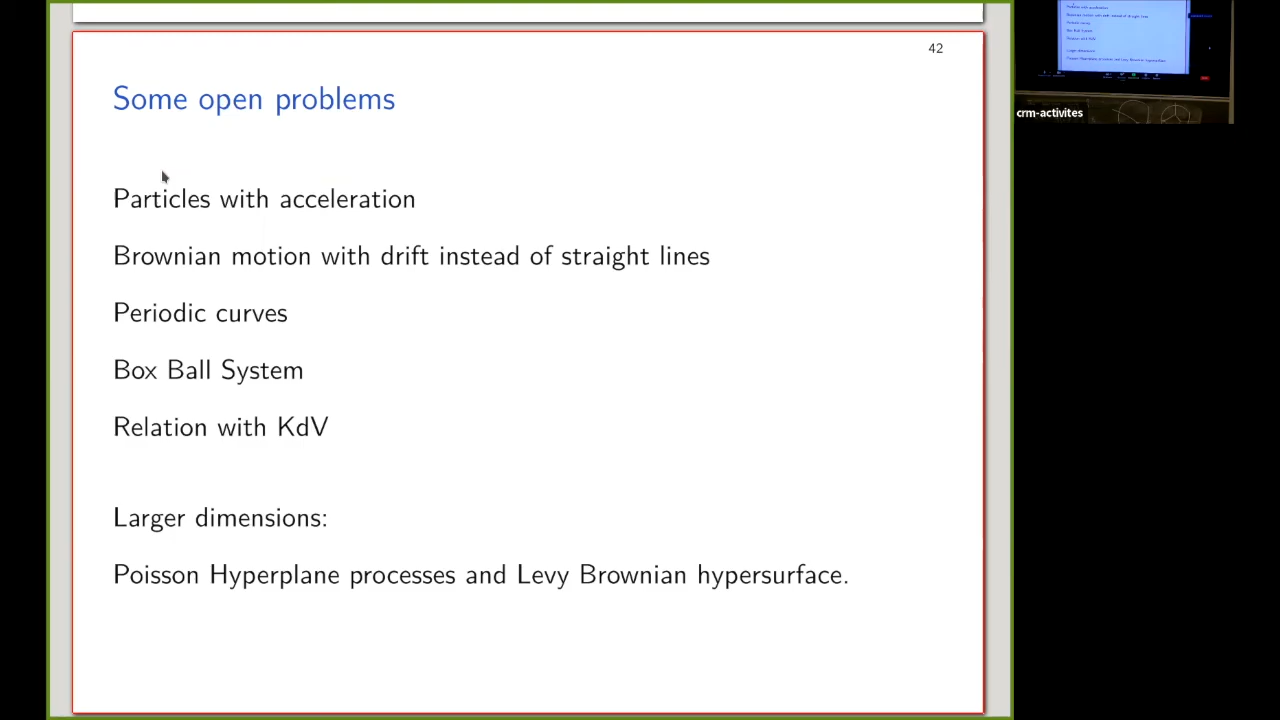 42
Some open problems
Particles with acceleration
Brownian motion with drift instead of straight lines
Periodic curves
Box Ball System
Relation with KdV
Larger dimensions:
Poisson Hyperplane processes and Levy Brownian hypersurface.
crm-activites